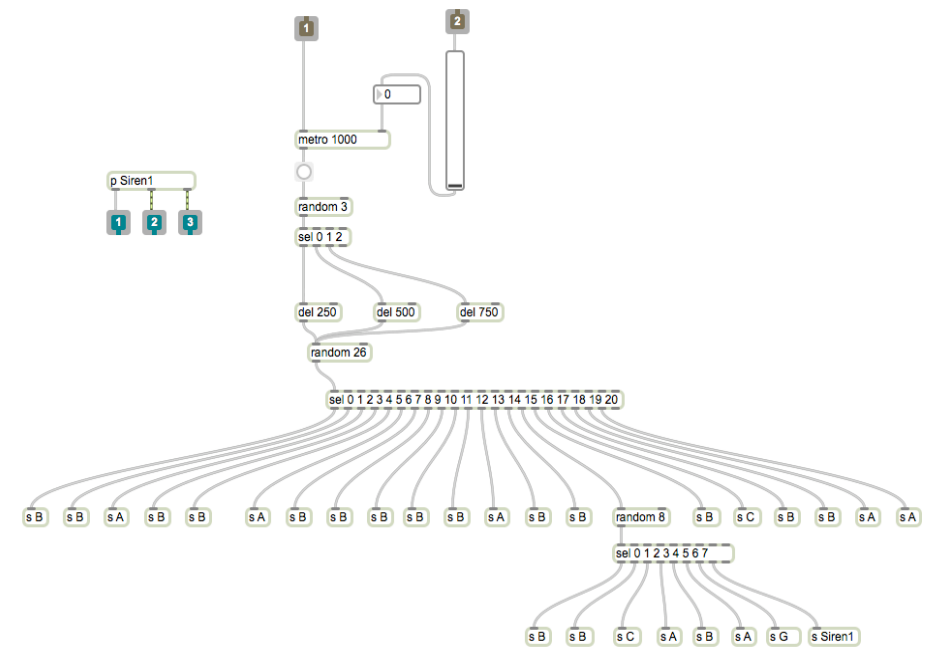 1
2
0
metro 1000
p Siren1
random 3
1 2 3
sel 0 1 2
del 250 del 500 del 750
random 26
sel 0 1 2 3 4 5 6 7 8 9 10 11 12 13 14 15 16 17 18 19 20
s B s B s A s B s B s A s B s B s B s B s B s A s B s B random 8 s B s C s B s B s A s A
sel 0 1 2 3 4 5 6 7
s B s B s C s A s B s A s G s Siren1